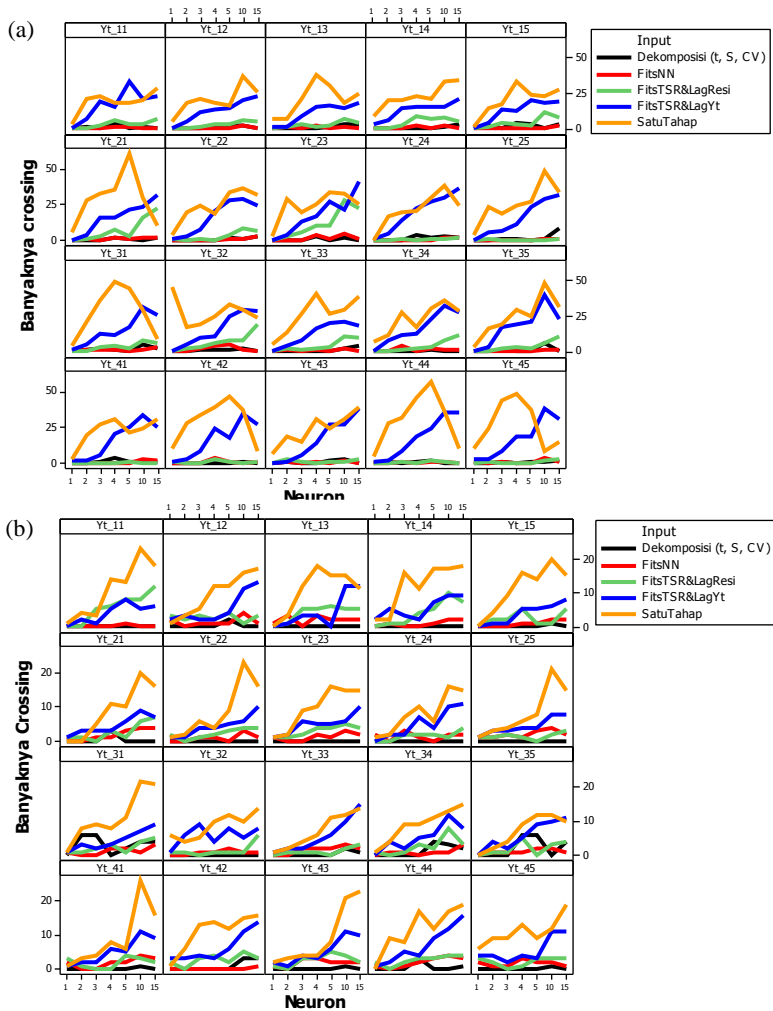 (a)
1 2 3 4 5 10 15 1 2 3 4 5 10 15
Yt_11 Yt_12 Yt_13 Yt_14 Yt_15
Input
Dekomposisi (t, S, CV)
FitsNN
FitsTSR&LagResi
FitsTSR&LagYt
SatuTahap
50
25
0
Yt_21 Yt_22 Yt_23 Yt_24 Yt_25
50
25
0
Yt_31 Yt_32 Yt_33 Yt_34 Yt_35
50
25
0
Yt_41 Yt_42 Yt_43 Yt_44 Yt_45
50
25
0
Banyaknya crossing
1 2 3 4 5 10 15 1 2 3 4 5 10 15 1 2 3 4 5 10 15
Neuron
(b)
1 2 3 4 5 10 15 1 2 3 4 5 10 15
Yt_11 Yt_12 Yt_13 Yt_14 Yt_15
Input
Dekomposisi (t, S, CV)
FitsNN
FitsTSR&LagResi
FitsTSR&LagYt
SatuTahap
20
10
0
Yt_21 Yt_22 Yt_23 Yt_24 Yt_25
20
10
0
Yt_31 Yt_32 Yt_33 Yt_34 Yt_35
20
10
0
Yt_41 Yt_42 Yt_43 Yt_44 Yt_45
20
10
0
Banyaknya Crossing
1 2 3 4 5 10 15 1 2 3 4 5 10 15 1 2 3 4 5 10 15
Neuron